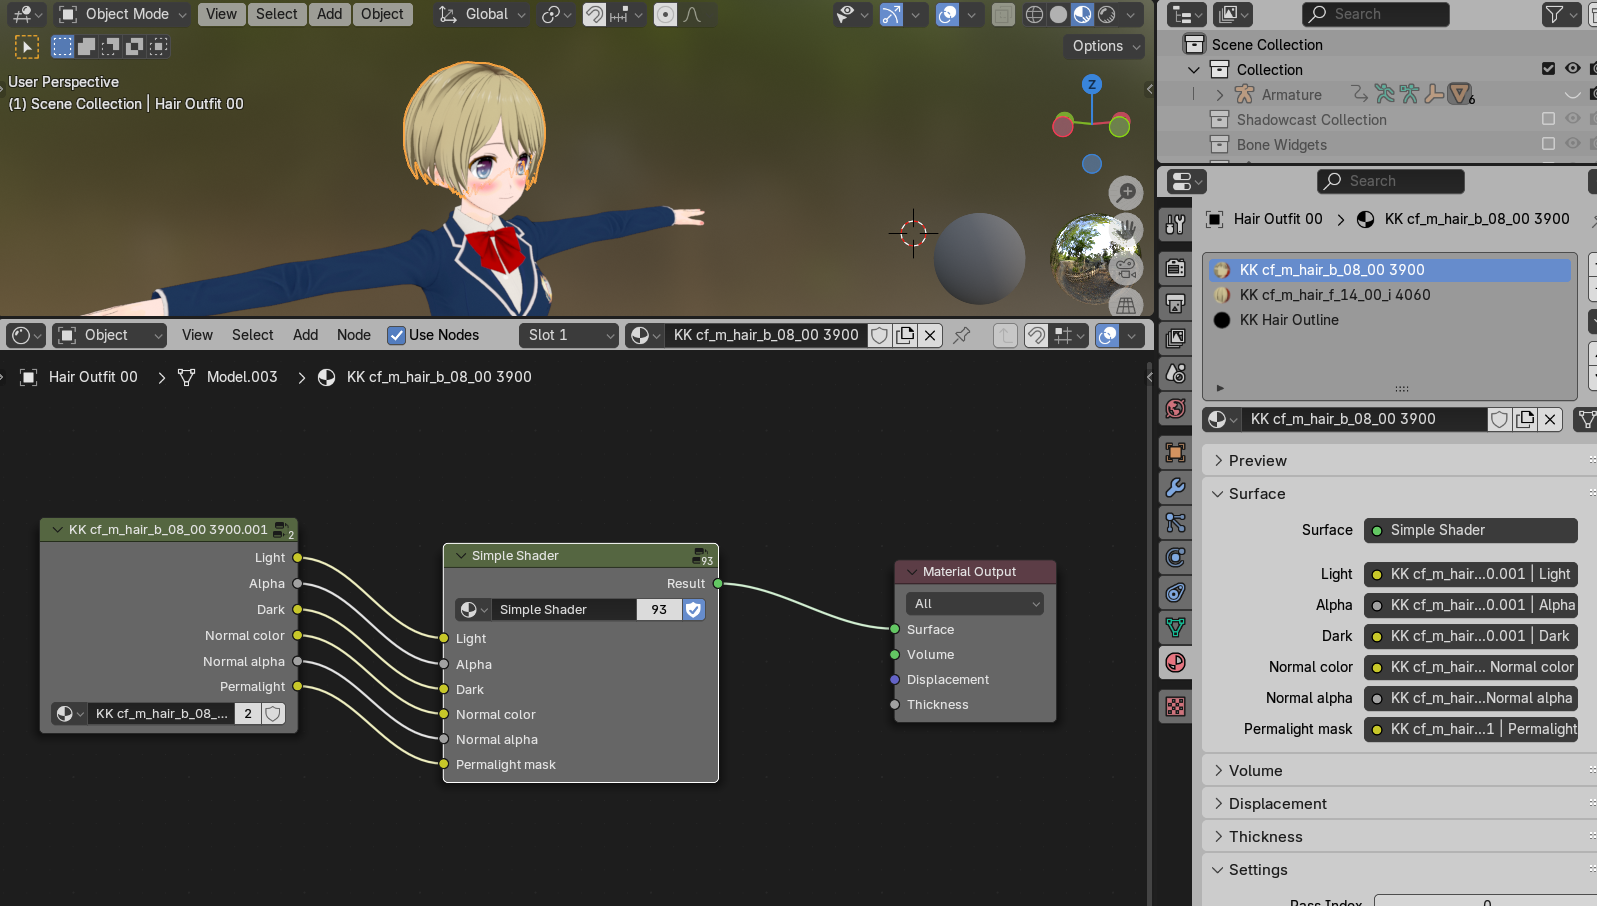 Object Mode
View
Select
Add
Object
Global
Search
Options
User Perspective
(1) Scene Collection | Hair Outfit 00
Z
Scene Collection
Collection
Armature
6
Shadowcast Collection
Bone Widgets
Search
Hair Outfit 00 > KK cf_m_hair_b_08_00 3900
KK cf_m_hair_b_08_00 3900
KK cf_m_hair_f_14_00_i 4060
KK Hair Outline
KK cf_m_hair_b_08_00 3900
Preview
Surface
Surface
Simple Shader
Light
KK cf_m_hair...0.001 | Light
Alpha
KK cf_m_hair...0.001 | Alpha
Dark
KK cf_m_hair...0.001 | Dark
Normal color
KK cf_m_hair... Normal color
Normal alpha
KK cf_m_hair...Normal alpha
Permalight mask
KK cf_m_hair...1 | Permalight
Volume
Displacement
Thickness
Settings
Pass Index
0
Object
View
Select
Add
Node
Use Nodes
Slot 1
KK cf_m_hair_b_08_00 3900
Hair Outfit 00 > Model.003 > KK cf_m_hair_b_08_00 3900
KK cf_m_hair_b_08_00 3900.001
2
Light
Alpha
Dark
Normal color
Normal alpha
Permalight
KK cf_m_hair_b_08_...
2
Simple Shader
93
Result
Simple Shader
93
Light
Alpha
Dark
Normal color
Normal alpha
Permalight mask
Material Output
All
Surface
Volume
Displacement
Thickness